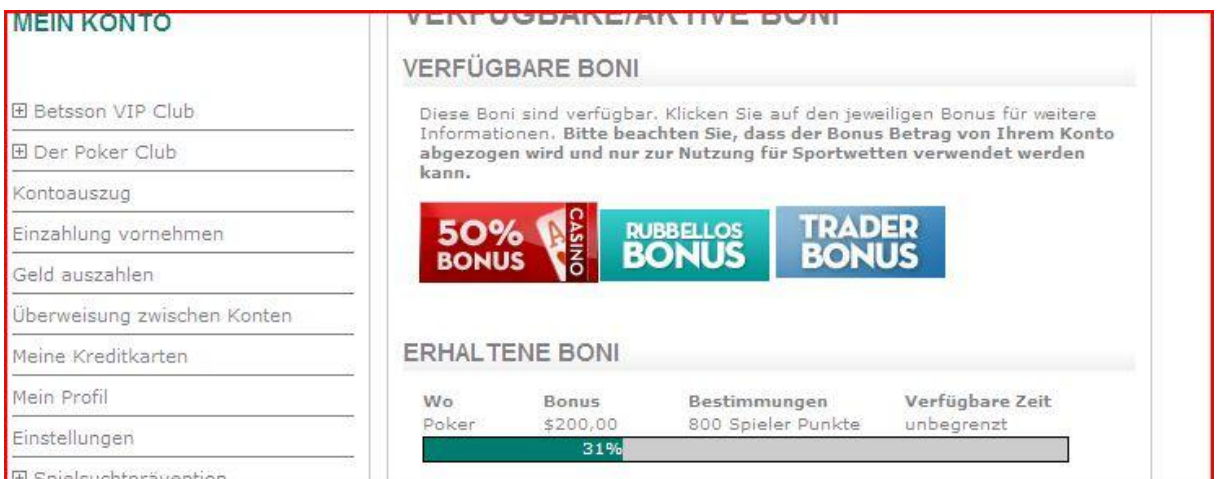 MEIN KONTO
Betsson VIP Club
Der Poker Club
Kontoauszug
Einzahlung vornehmen
Geld auszahlen
Überweisung zwischen Konten
Meine Kreditkarten
Mein Profil
Einstellungen
Spielsuchtprävention
VERFÜGBARE/AKTIVE BONI
VERFÜGBARE BONI
Diese Boni sind verfügbar. Klicken Sie auf den jeweiligen Bonus für weitere
Informationen. Bitte beachten Sie, dass der Bonus Betrag von Ihrem Konto
abgezogen wird und nur zur Nutzung für Sportwetten verwendet werden
kann.
50%
BONUS
A
CASINO
RUBBELLOS
BONUS
TRADER
BONUS
ERHALTENE BONI
Wo Bonus Bestimmungen Verfügbare Zeit
Poker $200,00 800 Spieler Punkte unbegrenzt
31%